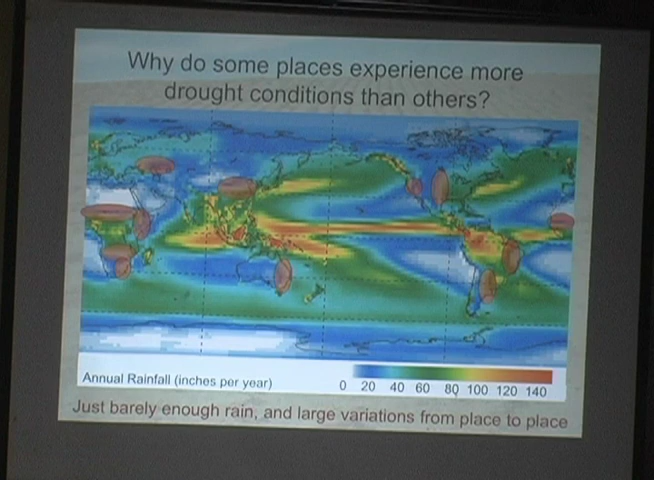 Why do some places experience more
drought conditions than others?
Annual Rainfall (inches per year)
0 20 40 60 80 100 120 140
Just barely enough rain, and large variations from place to place